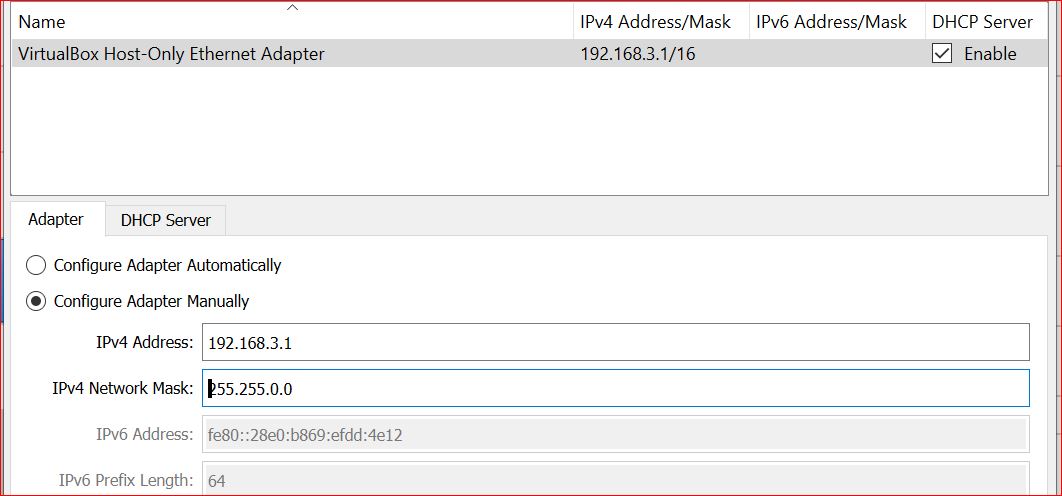 Name IPv4 Address/Mask IPv6 Address/Mask DHCP Server
VirtualBox Host-Only Ethernet Adapter 192.168.3.1/16 Enable
Adapter DHCP Server
Configure Adapter Automatically
Configure Adapter Manually
IPv4 Address: 192.168.3.1
IPv4 Network Mask: 255.255.0.0
IPv6 Address: fe80::28e0:b869:efdd:4e12
IPv6 Prefix Length: 64